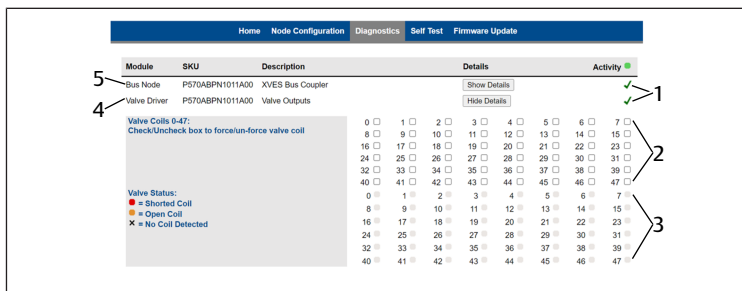 Home Node Configuration Diagnostics Self Test Firmware Update
Module SKU Description Details Activity
5 Bus Node P570ABPN1011A00 XVES Bus Coupler Show Details
1
4 Valve Driver P570ABPN1011A00 Valve Outputs Hide Details
Valve Coils 0-47:
Check/Uncheck box to force/un-force valve coil
0 1 2 3 4 5 6 7
8 9 10 11 12 13 14 15
16 17 18 19 20 21 22 23
2
24 25 26 27 28 29 30 31
32 33 34 35 36 37 38 39
40 41 42 43 44 45 46 47
Valve Status:
= Shorted Coil
= Open Coil
X = No Coil Detected
0 1 2 3 4 5 6 7
8 9 10 11 12 13 14 15
16 17 18 19 20 21 22 23
3
24 25 26 27 28 29 30 31
32 33 34 35 36 37 38 39
40 41 42 43 44 45 46 47